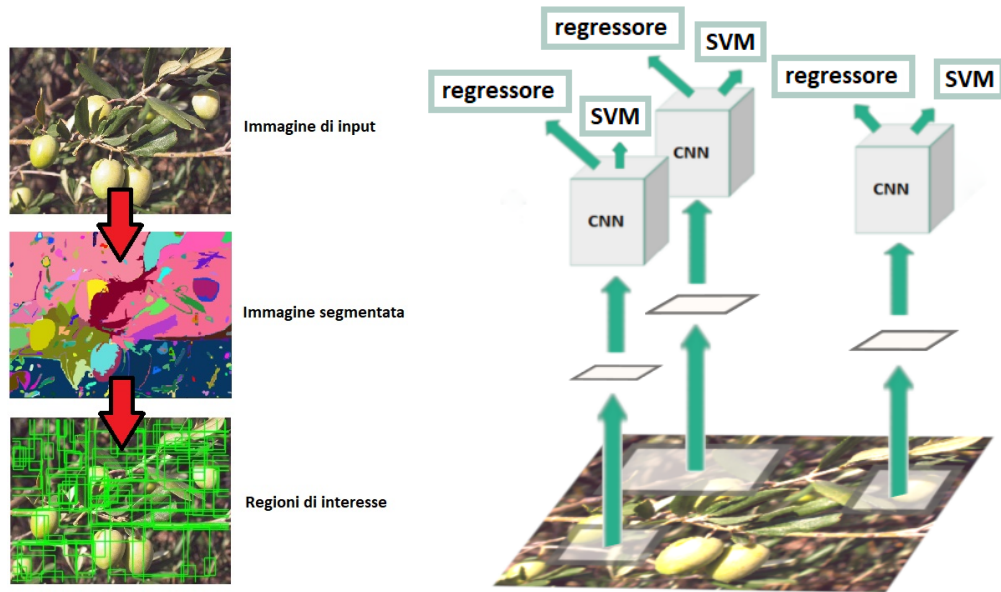 Immagine di input
Immagine segmentata
Regioni di interesse
regressore
SVM
regressore
SVM
regressore
SVM
CNN
CNN
CNN